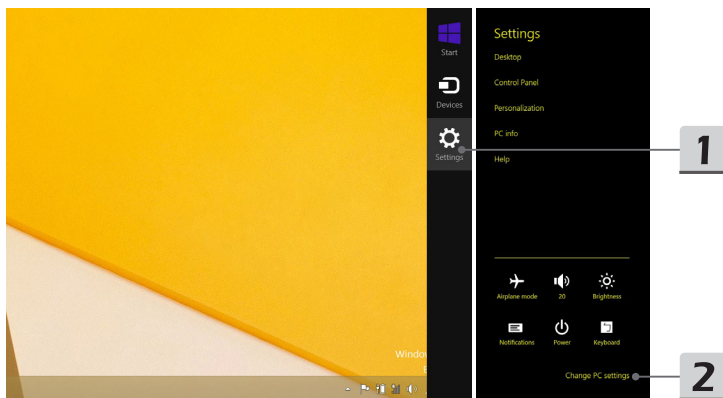 Start
Devices
Settings
Windo
Settings
Desktop
Control Panel
Personalization
PC info
Help
Airplane mode
20
Brightness
Notifications
Power
Keyboard
Change PC settings
1
2